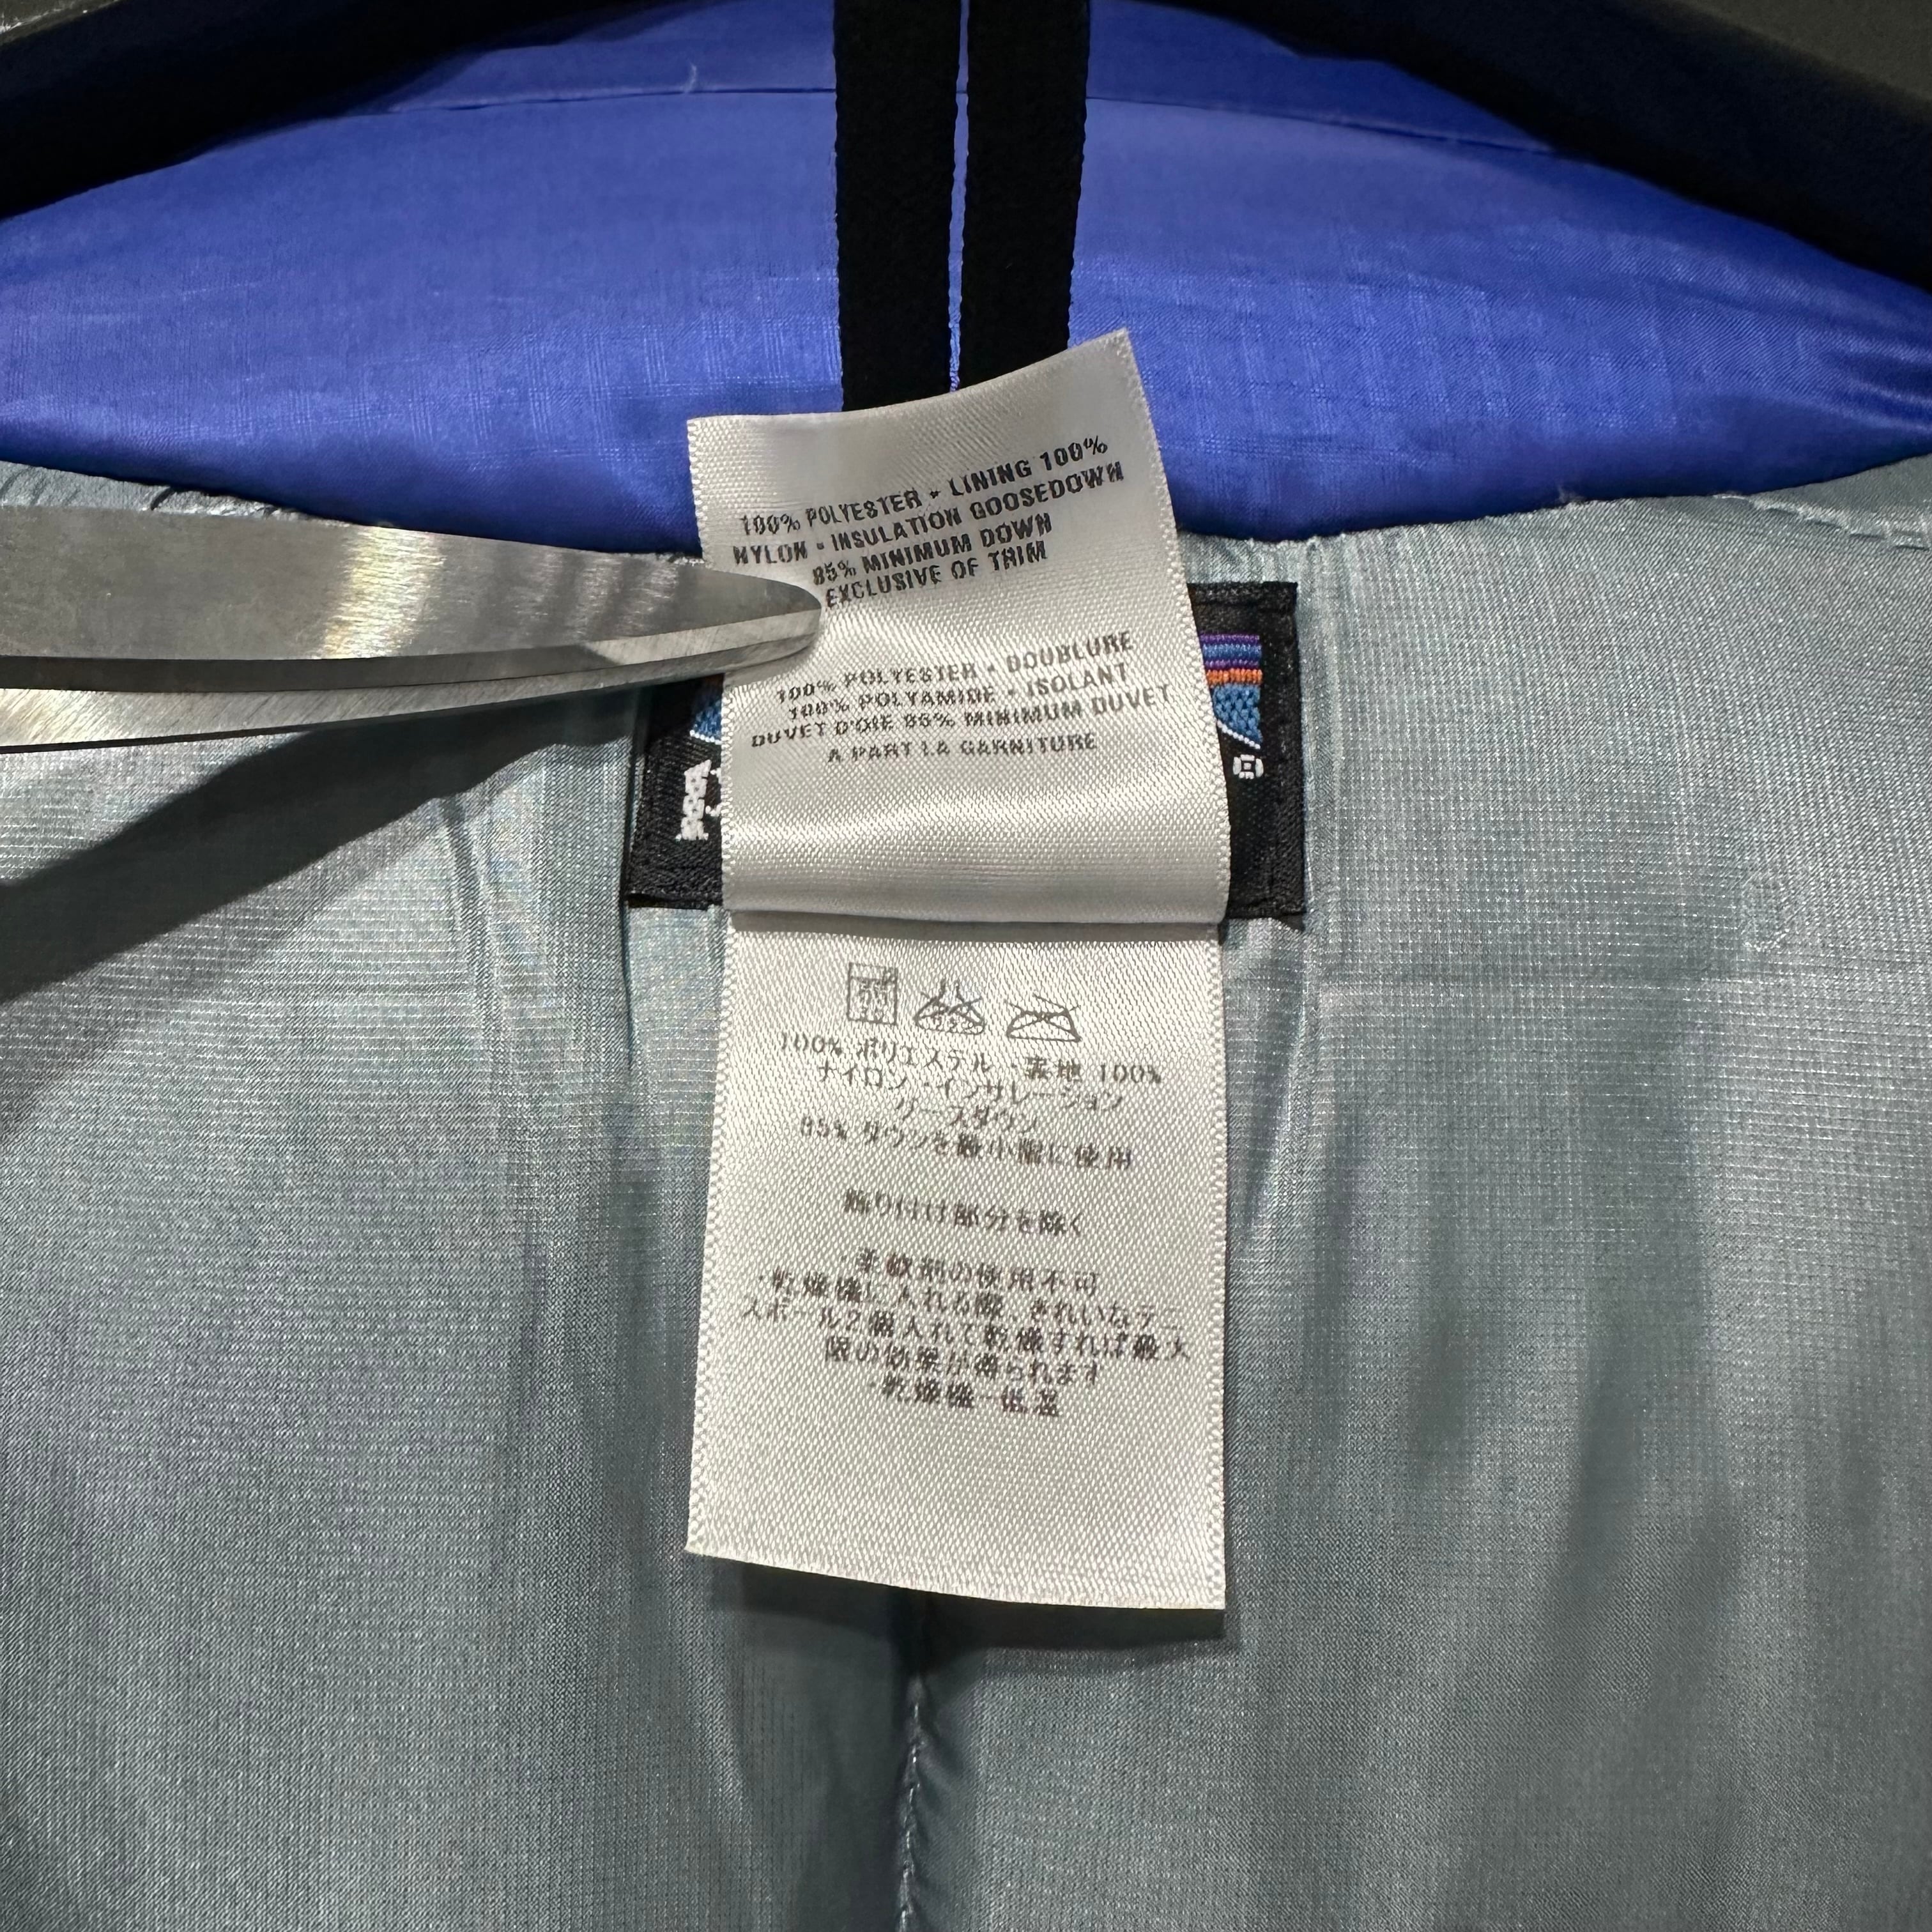 100% POLYESTER • LINING 100%
NYLON • INSULATION GOOSEDOWN
85% MINIMUM DOWN
EXCLUSIVE OF TRIM
100% POLYESTER • DOUBLURE
100% POLYAMIDE • ISOLANT
DUVET D'OIE 85% MINIMUM DUVET
A PART LA GARNITURE
100% ポリエステル ・裏地 100%
ナイロン・インサレーション
グースダウン
85% ダウンを最小限に使用
飾り付け部分を除く
・柔軟剤の使用不可
・乾燥機に入れる際、きれいなテニ
スボール2個入れて乾燥すれば最大
限の効果が得られます
・乾燥機-低温